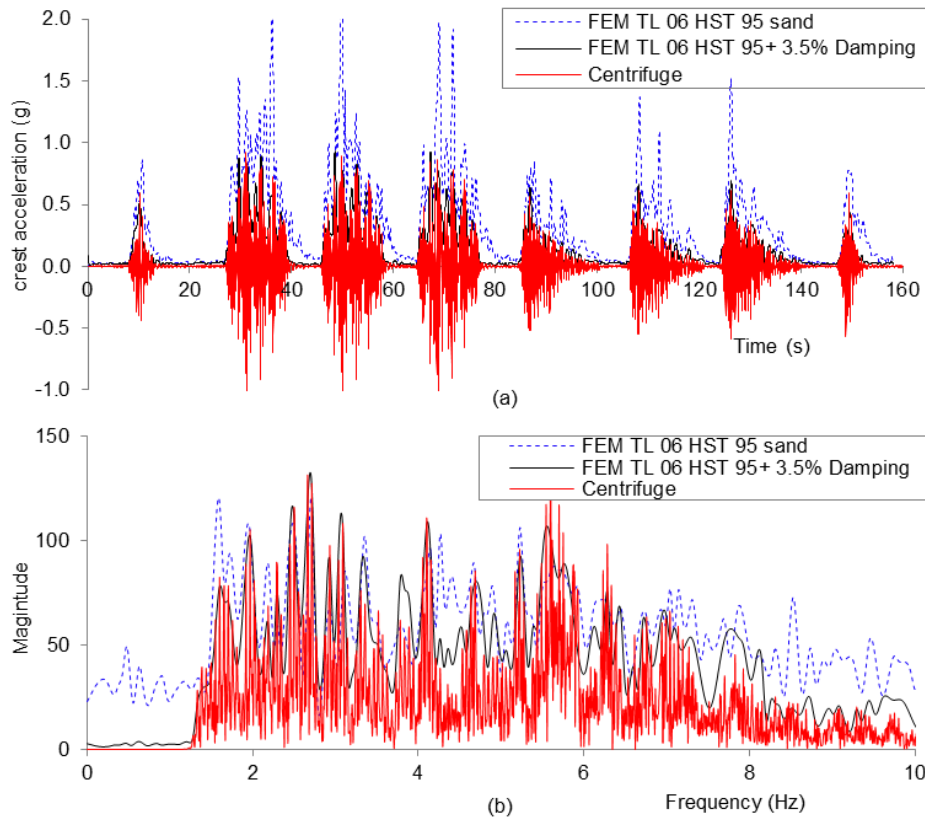 2.0
1.5
1.0
0.5
0.0
-0.5
-1.0
crest acceleration (g)
FEM TL 06 HST 95 sand
FEM TL 06 HST 95+ 3.5% Damping
Centrifuge
0 20 40 60 80 100 120 140 160
Time (s)
(a)
150
100
50
0
Magintude
FEM TL 06 HST 95 sand
FEM TL 06 HST 95+ 3.5% Damping
Centrifuge
0 2 4 6 8 10
(b)
Frequency (Hz)